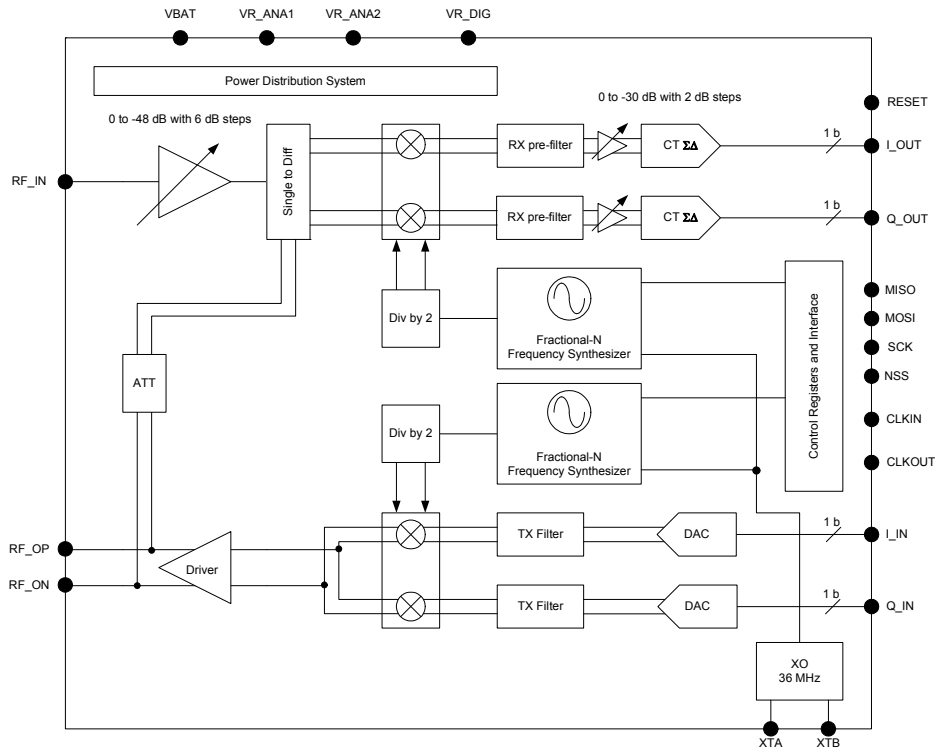 VBAT
VR_ANA1
VR_ANA2
VR_DIG
Power Distribution System
RESET
0 to -48 dB with 6 dB steps
0 to -30 dB with 2 dB steps
RF_IN
Single to Diff
RX pre-filter
CT ΣΔ
1 b
I_OUT
RX pre-filter
CT ΣΔ
1 b
Q_OUT
Div by 2
Fractional-N
Frequency Synthesizer
Control Registers and Interface
MISO
MOSI
SCK
NSS
CLKIN
CLKOUT
ATT
Div by 2
Fractional-N
Frequency Synthesizer
RF_OP
RF_ON
Driver
TX Filter
DAC
1 b
I_IN
TX Filter
DAC
1 b
Q_IN
XO
36 MHz
XTA
XTB